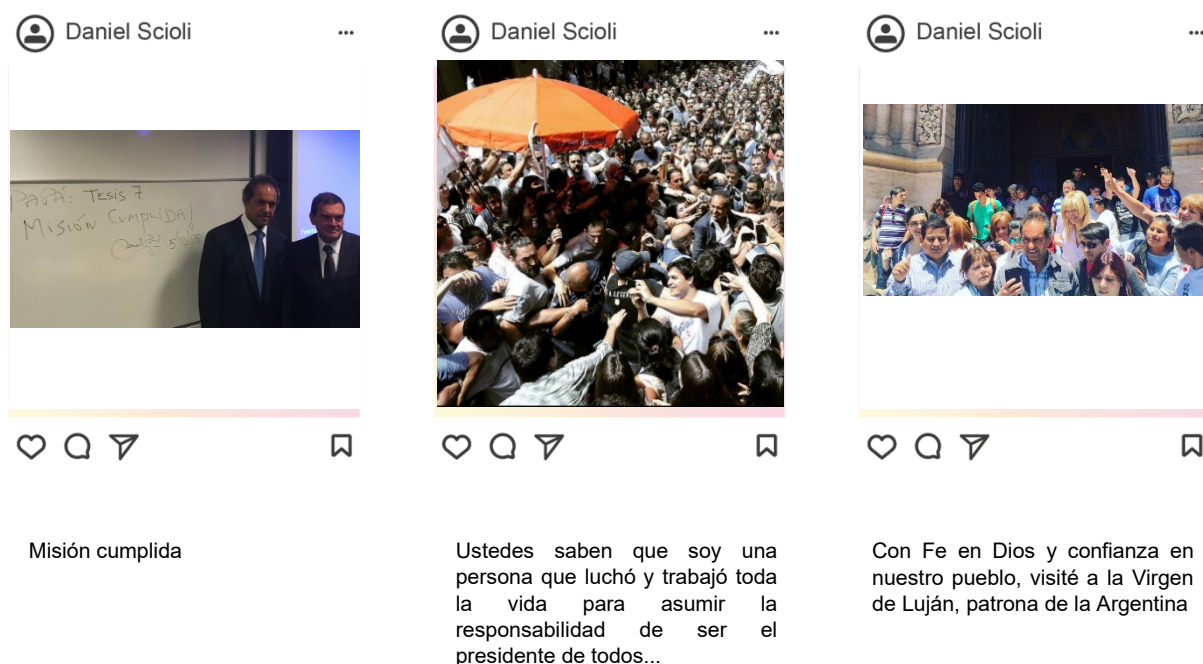 Daniel Scioli
PAPÁ: TESIS 7
MISIÓN CUMPLIDA!
Misión cumplida
Daniel Scioli
Ustedes saben que soy una
persona que luchó y trabajó toda
la vida para asumir la
responsabilidad de ser el
presidente de todos...
Daniel Scioli
Con Fe en Dios y confianza en
nuestro pueblo, visité a la Virgen
de Luján, patrona de la Argentina